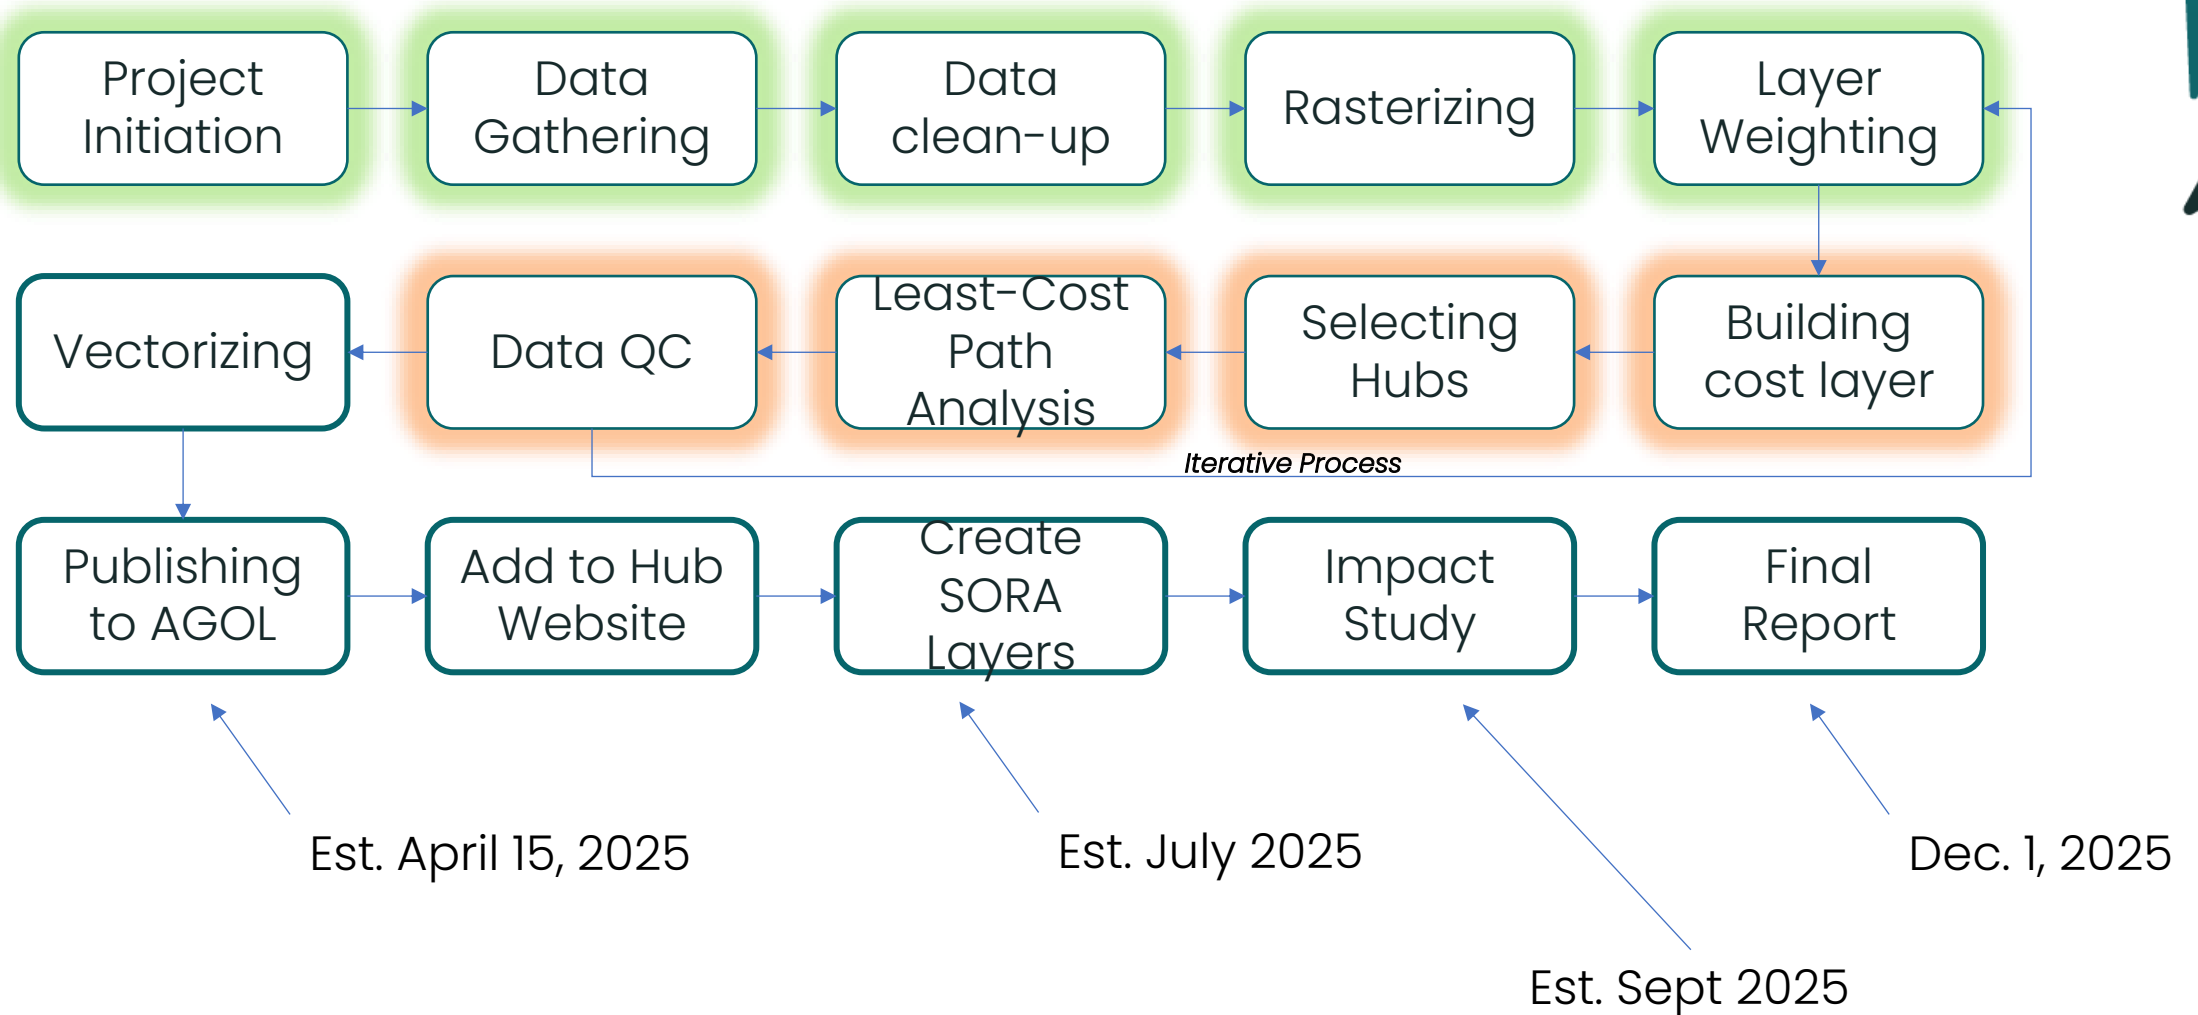 Project
Initiation
Data
Gathering
Data
clean-up
Rasterizing
Layer
Weighting
Vectorizing
Data QC
Least-Cost
Path
Analysis
Selecting
Hubs
Building
cost layer
Iterative Process
Publishing
to AGOL
Add to Hub
Website
Create
SORA
Layers
Impact
Study
Final
Report
Est. April 15, 2025
Est. July 2025
Dec. 1, 2025
Est. Sept 2025